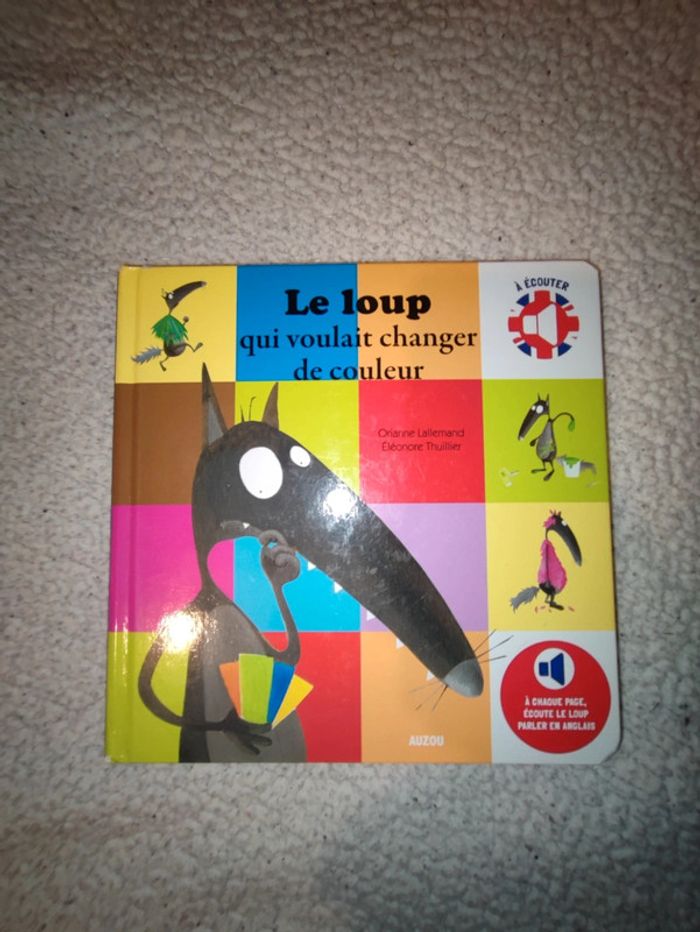 À ÉCOUTER
Le loup
qui voulait changer
de couleur
Orianne Lallemand
Éléonore Thuillier
À CHAQUE PAGE,
ÉCOUTE LE LOUP
PARLER EN ANGLAIS
AUZOU